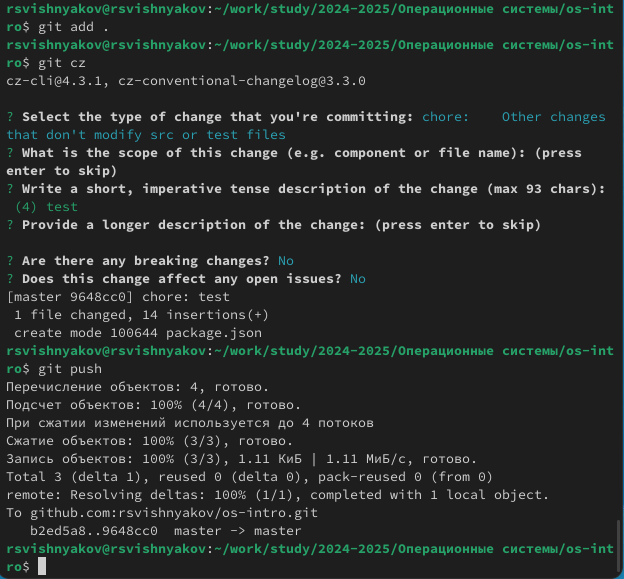 rsvishnyakov@rsvishnyakov:~/work/study/2024-2025/Операционные системы/os-int
ro$ git add .
rsvishnyakov@rsvishnyakov:~/work/study/2024-2025/Операционные системы/os-int
ro$ git cz
cz-cli@4.3.1, cz-conventional-changelog@3.3.0
? Select the type of change that you're committing: chore:    Other changes
that don't modify src or test files
? What is the scope of this change (e.g. component or file name): (press
enter to skip)
? Write a short, imperative tense description of the change (max 93 chars):
 (4) test
? Provide a longer description of the change: (press enter to skip)
? Are there any breaking changes? No
? Does this change affect any open issues? No
[master 9648cc0] chore: test
 1 file changed, 14 insertions(+)
 create mode 100644 package.json
rsvishnyakov@rsvishnyakov:~/work/study/2024-2025/Операционные системы/os-int
ro$ git push
Перечисление объектов: 4, готово.
Подсчет объектов: 100% (4/4), готово.
При сжатии изменений используется до 4 потоков
Сжатие объектов: 100% (3/3), готово.
Запись объектов: 100% (3/3), 1.11 КиБ | 1.11 МиБ/с, готово.
Total 3 (delta 1), reused 0 (delta 0), pack-reused 0 (from 0)
remote: Resolving deltas: 100% (1/1), completed with 1 local object.
To github.com:rsvishnyakov/os-intro.git
   b2ed5a8..9648cc0  master -> master
rsvishnyakov@rsvishnyakov:~/work/study/2024-2025/Операционные системы/os-int
ro$